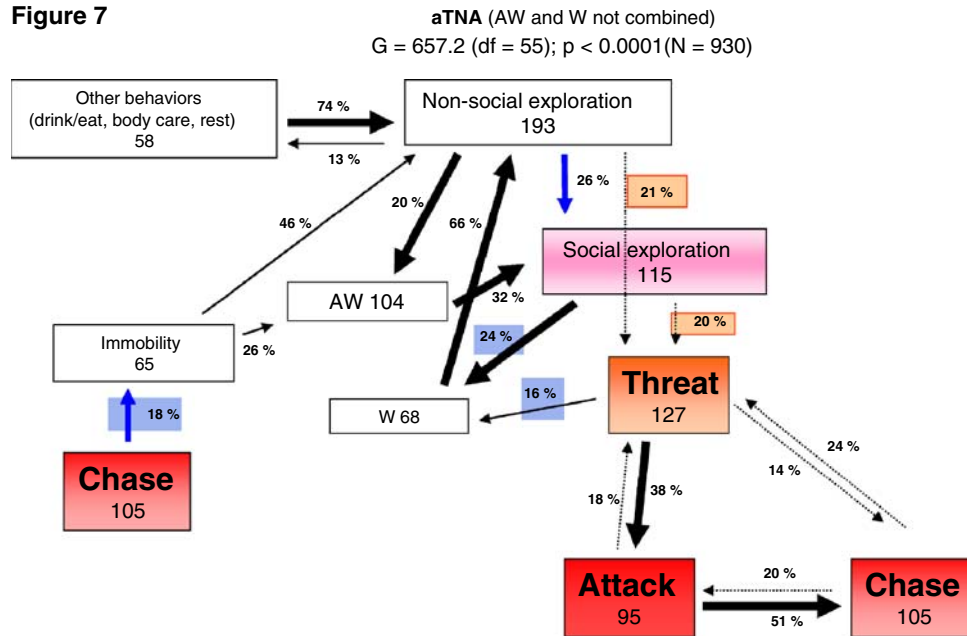 Figure 7
aTNA (AW and W not combined)
G = 657.2 (df = 55); p < 0.0001(N = 930)
Other behaviors
(drink/eat, body care, rest)
58
74 %
13 %
Non-social exploration
193
46 %
20 %
66 %
26 %
21 %
Social exploration
115
AW 104
32 %
Immobility
65
26 %
24 %
20 %
18 %
W 68
16 %
Threat
127
Chase
105
24 %
14 %
18 %
38 %
Attack
95
20 %
51 %
Chase
105